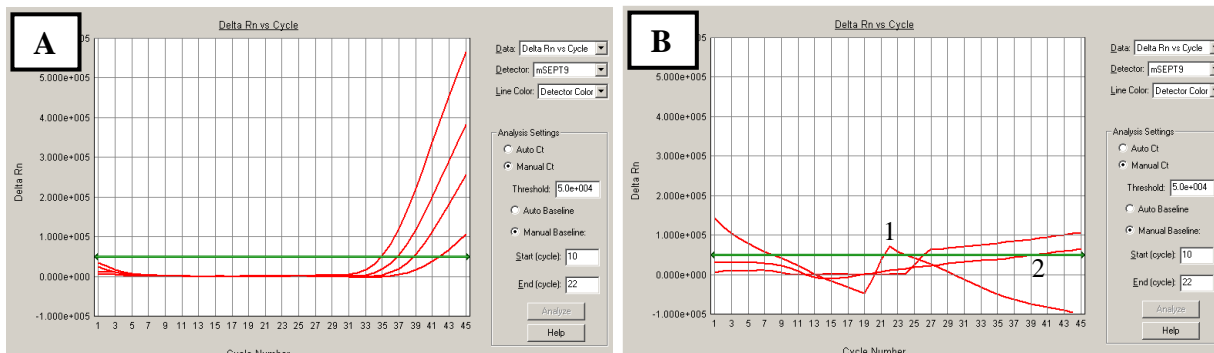 A
Delta Rn vs Cycle
5.000e+005
4.000e+005
3.000e+005
2.000e+005
1.000e+005
0.000
-1.000e+005
Delta Rn
1 3 5 7 9 11 13 15 17 19 21 23 25 27 29 31 33 35 37 39 41 43 45
Cycle Number
Data: Delta Rn vs Cycle
Detector: mSEPT9
Line Color: Detector Color
Analysis Settings
Auto Ct
Manual Ct
Threshold: 5.0e+004
Auto Baseline
Manual Baseline:
Start (cycle): 10
End (cycle): 22
Analyze
Help
B
Delta Rn vs Cycle
5.000e+005
4.000e+005
3.000e+005
2.000e+005
1.000e+005
0.000
-1.000e+005
Delta Rn
1
2
1 3 5 7 9 11 13 15 17 19 21 23 25 27 29 31 33 35 37 39 41 43 45
Cycle Number
Data: Delta Rn vs Cycle
Detector: mSEPT9
Line Color: Detector Color
Analysis Settings
Auto Ct
Manual Ct
Threshold: 5.0e+004
Auto Baseline
Manual Baseline:
Start (cycle): 10
End (cycle): 22
Analyze
Help